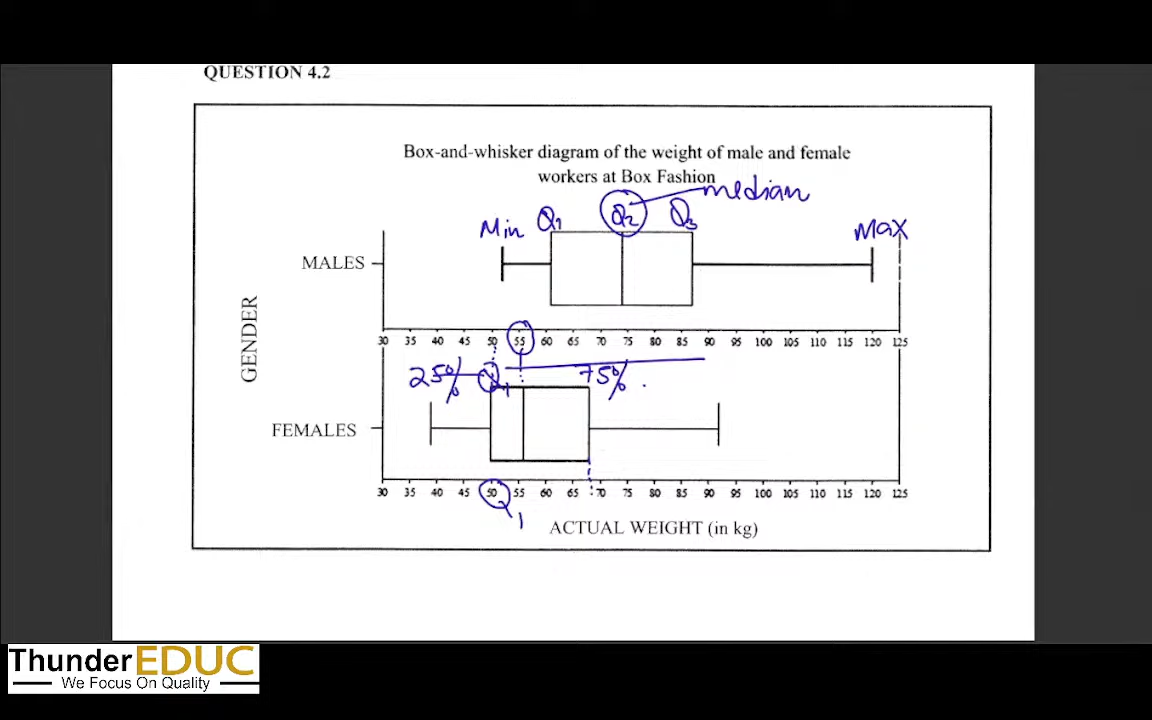 QUESTION 4.2
Box-and-whisker diagram of the weight of male and female
workers at Box Fashion
median
Min Q1 Q2 Q3 Max
MALES
GENDER
30 35 40 45 50 55 60 65 70 75 80 85 90 95 100 105 110 115 120 125
25% Q1 75%
FEMALES
30 35 40 45 50 55 60 65 70 75 80 85 90 95 100 105 110 115 120 125
Q1
ACTUAL WEIGHT (in kg)
ThunderEDUC
We Focus On Quality